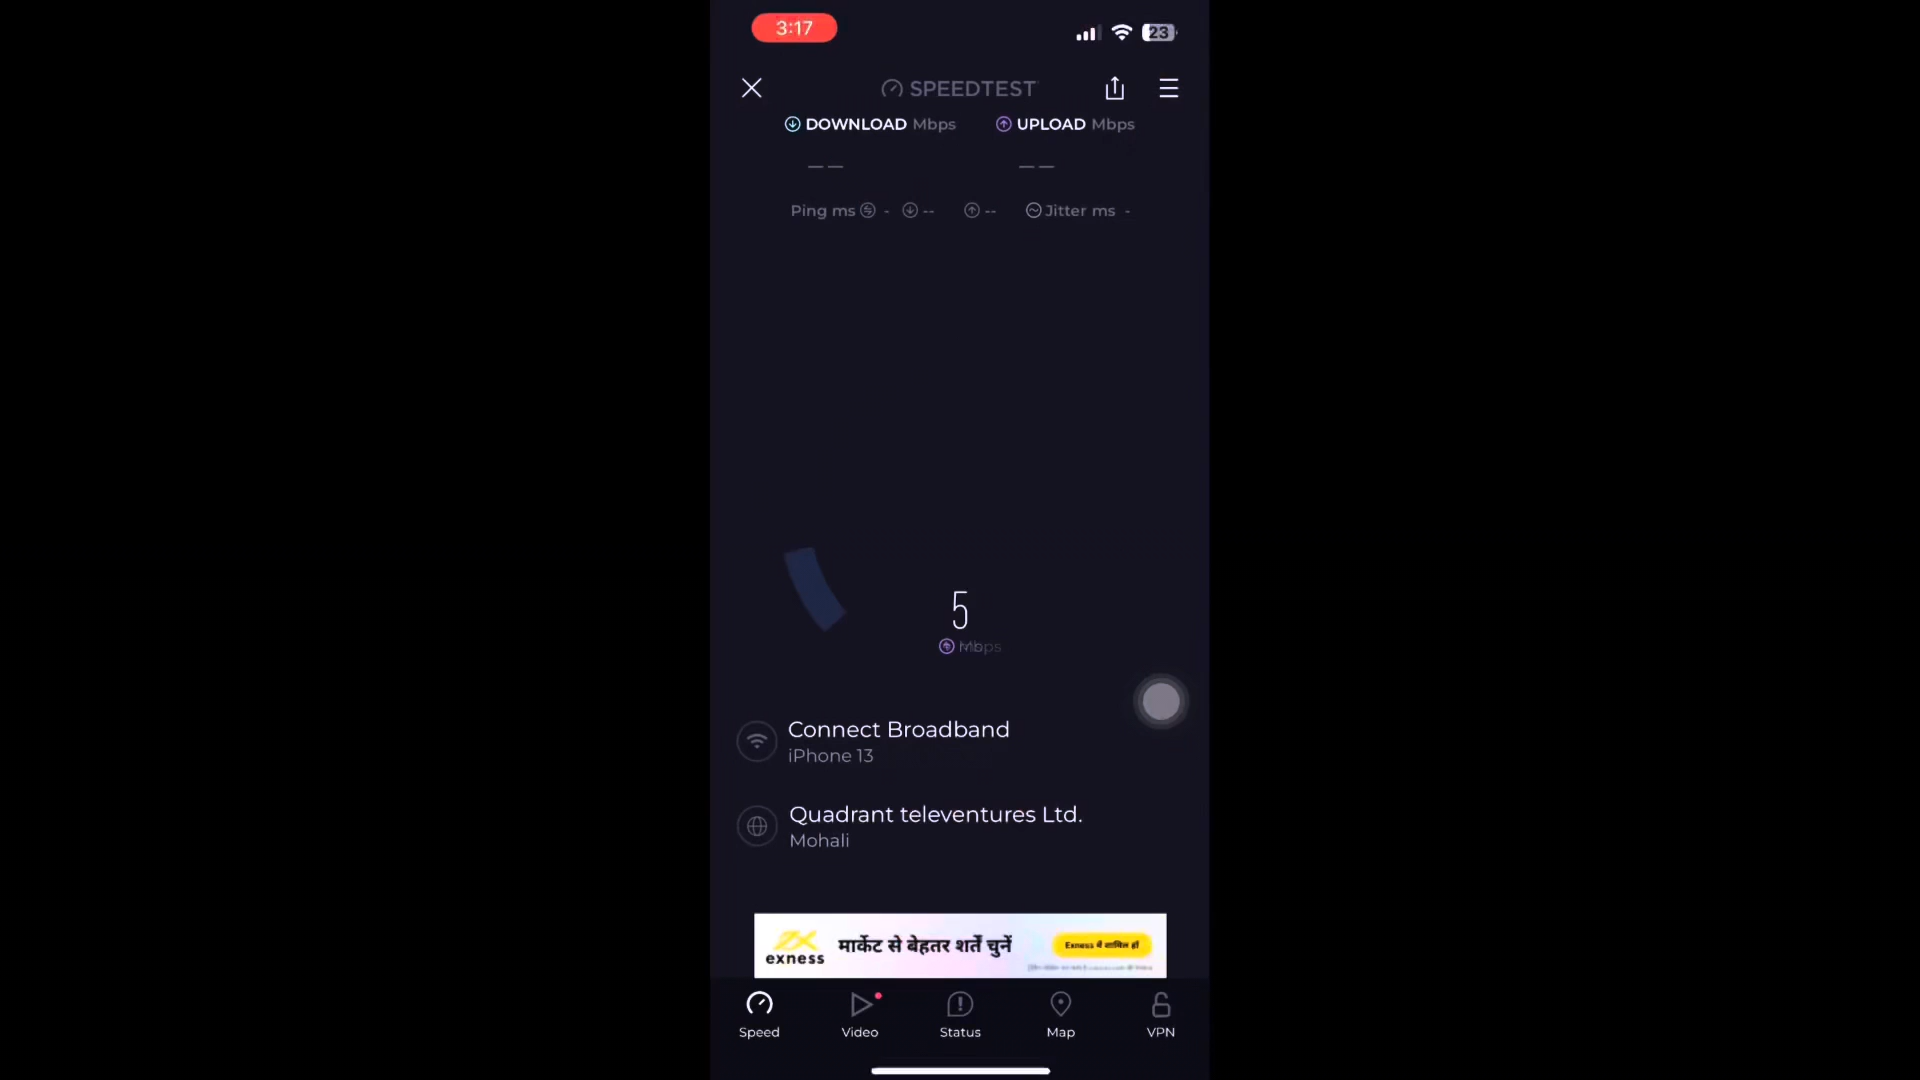 3:17
23
SPEEDTEST
DOWNLOAD Mbps
UPLOAD Mbps
— —
— —
Ping ms - -- -- Jitter ms -
5
Mbps
Connect Broadband
iPhone 13
Quadrant televentures Ltd.
Mohali
exness
मार्केट से बेहतर शर्तें चुनें
Exness में शामिल हों
Speed
Video
Status
Map
VPN